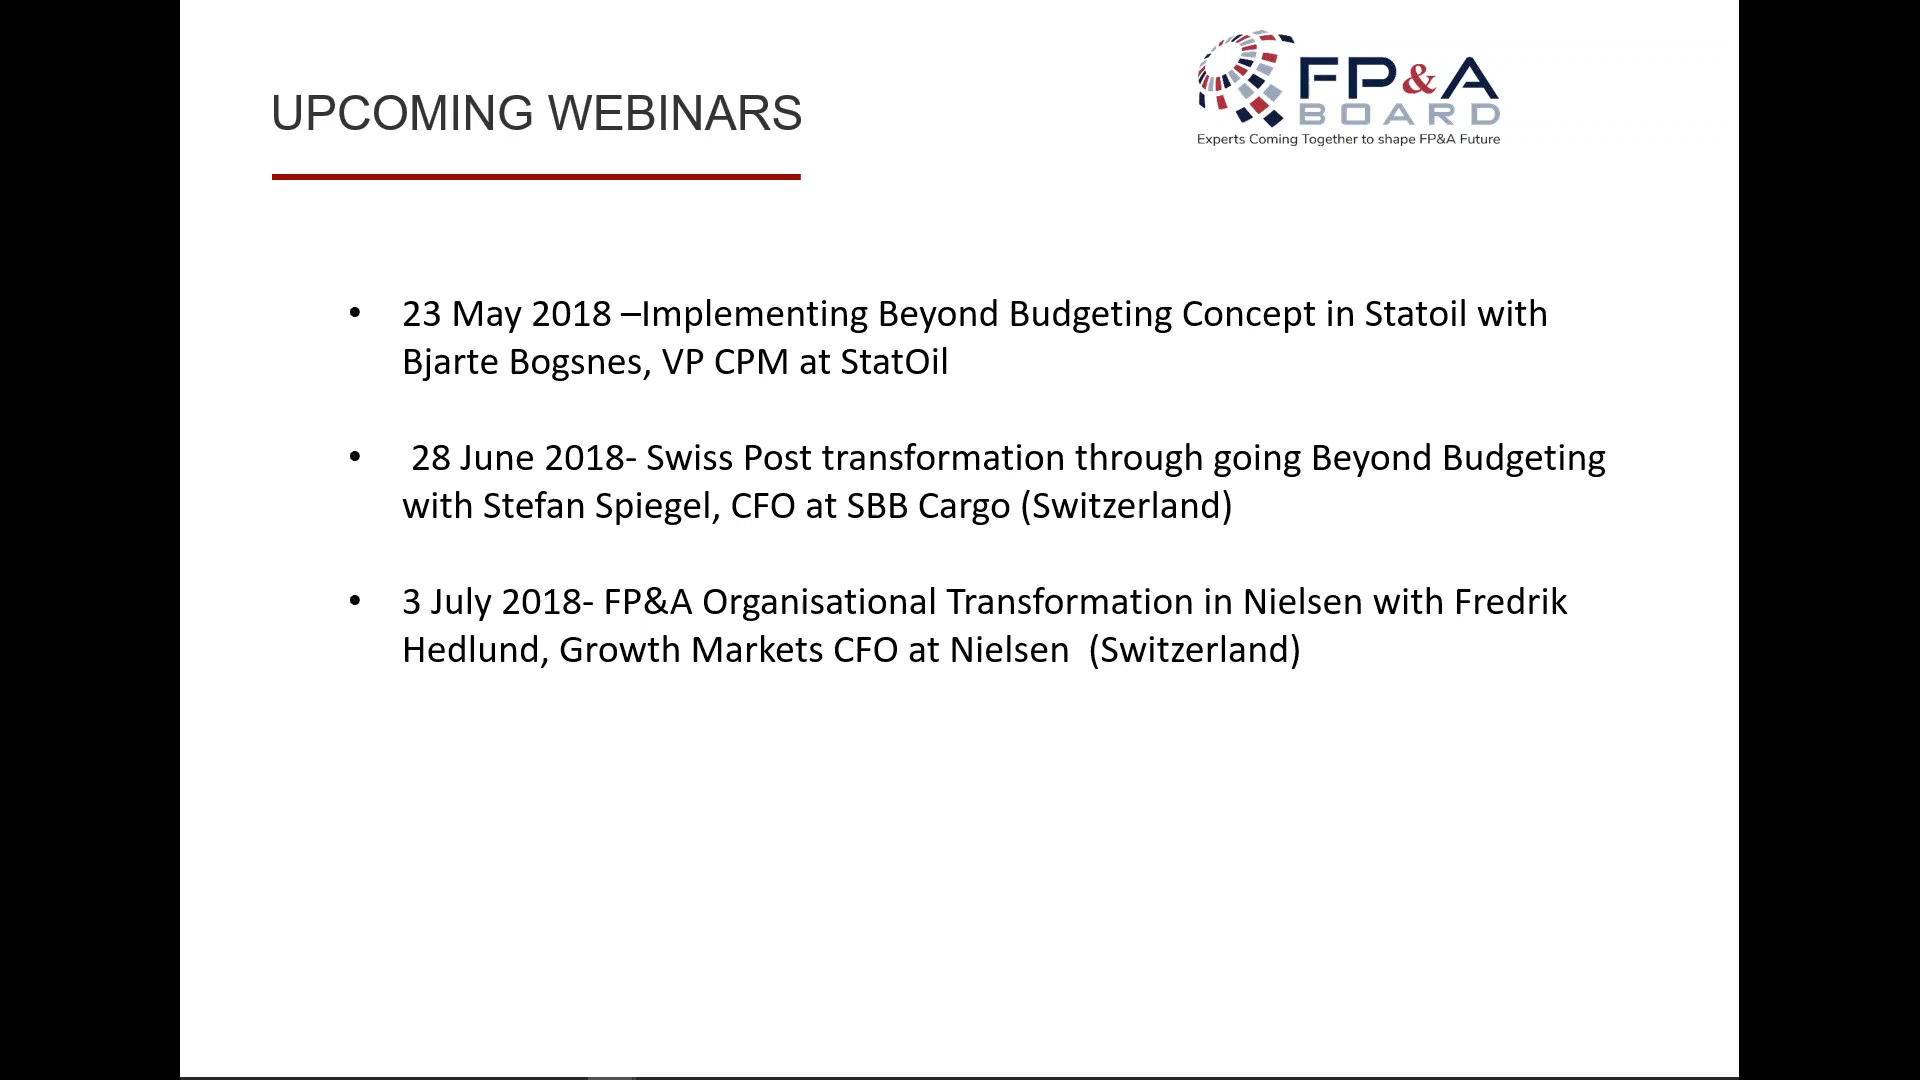 UPCOMING WEBINARS
FP&A
BOARD
Experts Coming Together to shape FP&A Future
• 23 May 2018 –Implementing Beyond Budgeting Concept in Statoil with
Bjarte Bogsnes, VP CPM at StatOil
• 28 June 2018- Swiss Post transformation through going Beyond Budgeting
with Stefan Spiegel, CFO at SBB Cargo (Switzerland)
• 3 July 2018- FP&A Organisational Transformation in Nielsen with Fredrik
Hedlund, Growth Markets CFO at Nielsen  (Switzerland)